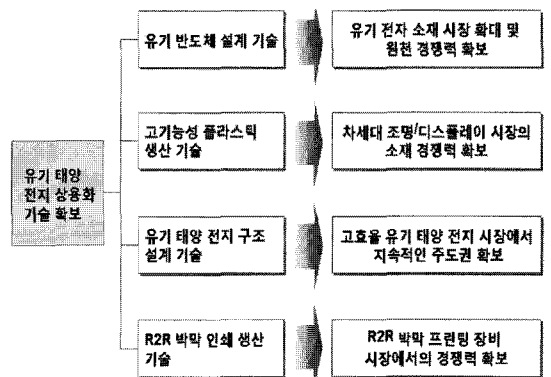 유기 반도체 설계 기술
유기 전자 소재 시장 확대 및
원천 경쟁력 확보
고기능성 플라스틱
생산 기술
차세대 조명/디스플레이 시장의
소재 경쟁력 확보
유기 태양
전지 상용화
기술 확보
유기 태양 전지 구조
설계 기술
고효율 유기 태양 전지 시장에서
지속적인 주도권 확보
R2R 박막 인쇄 생산
기술
R2R 박막 프린팅 장비
시장에서의 경쟁력 확보